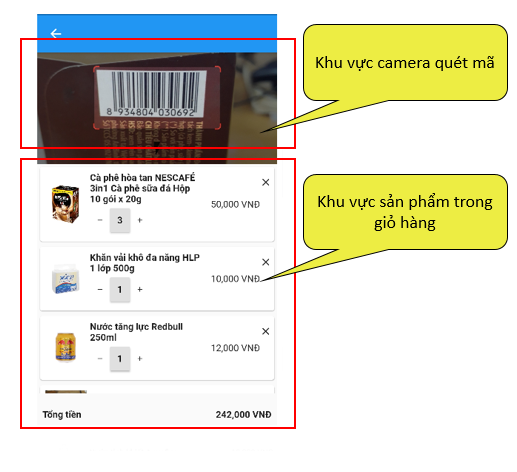 Khu vực camera quét mã
8 934804 030692
Cà phê hòa tan NESCAFÉ
3in1 Cà phê sữa đá Hộp
10 gói x 20g
50,000 VNĐ
− 3 +
Khu vực sản phẩm trong
giỏ hàng
Khăn vải khô đa năng HLP
1 lớp 500g
10,000 VNĐ
− 1 +
Nước tăng lực Redbull
250ml
12,000 VNĐ
− 1 +
Tổng tiền 242,000 VNĐ